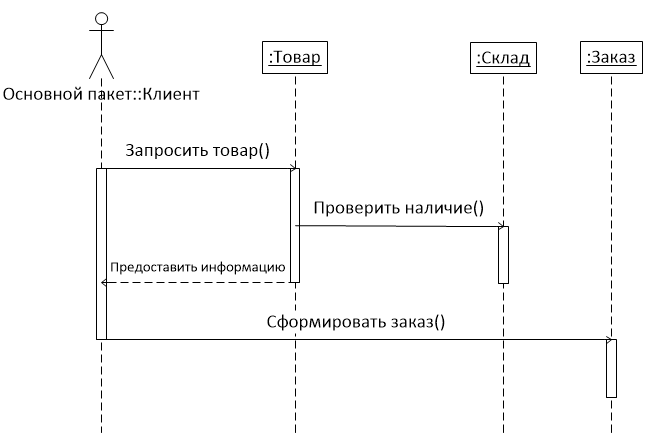 :Товар
:Склад
:Заказ
Основной пакет::Клиент
Запросить товар()
Проверить наличие()
Предоставить информацию
Сформировать заказ()